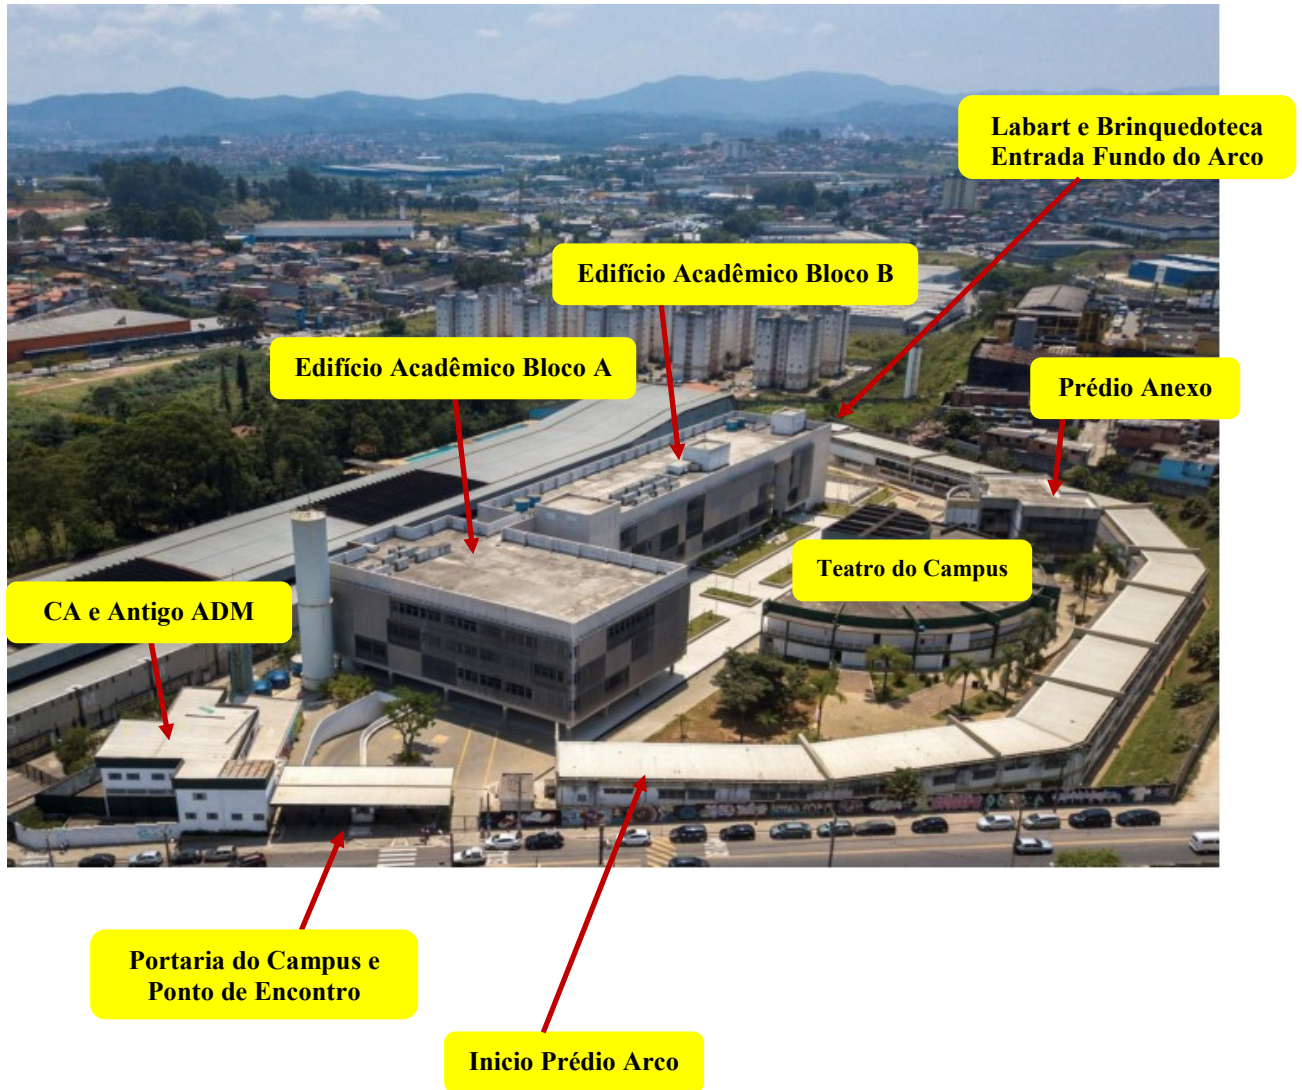 Labart e Brinquedoteca
Entrada Fundo do Arco
Edifício Acadêmico Bloco B
Edifício Acadêmico Bloco A
Prédio Anexo
Teatro do Campus
CA e Antigo ADM
Portaria do Campus e
Ponto de Encontro
Inicio Prédio Arco